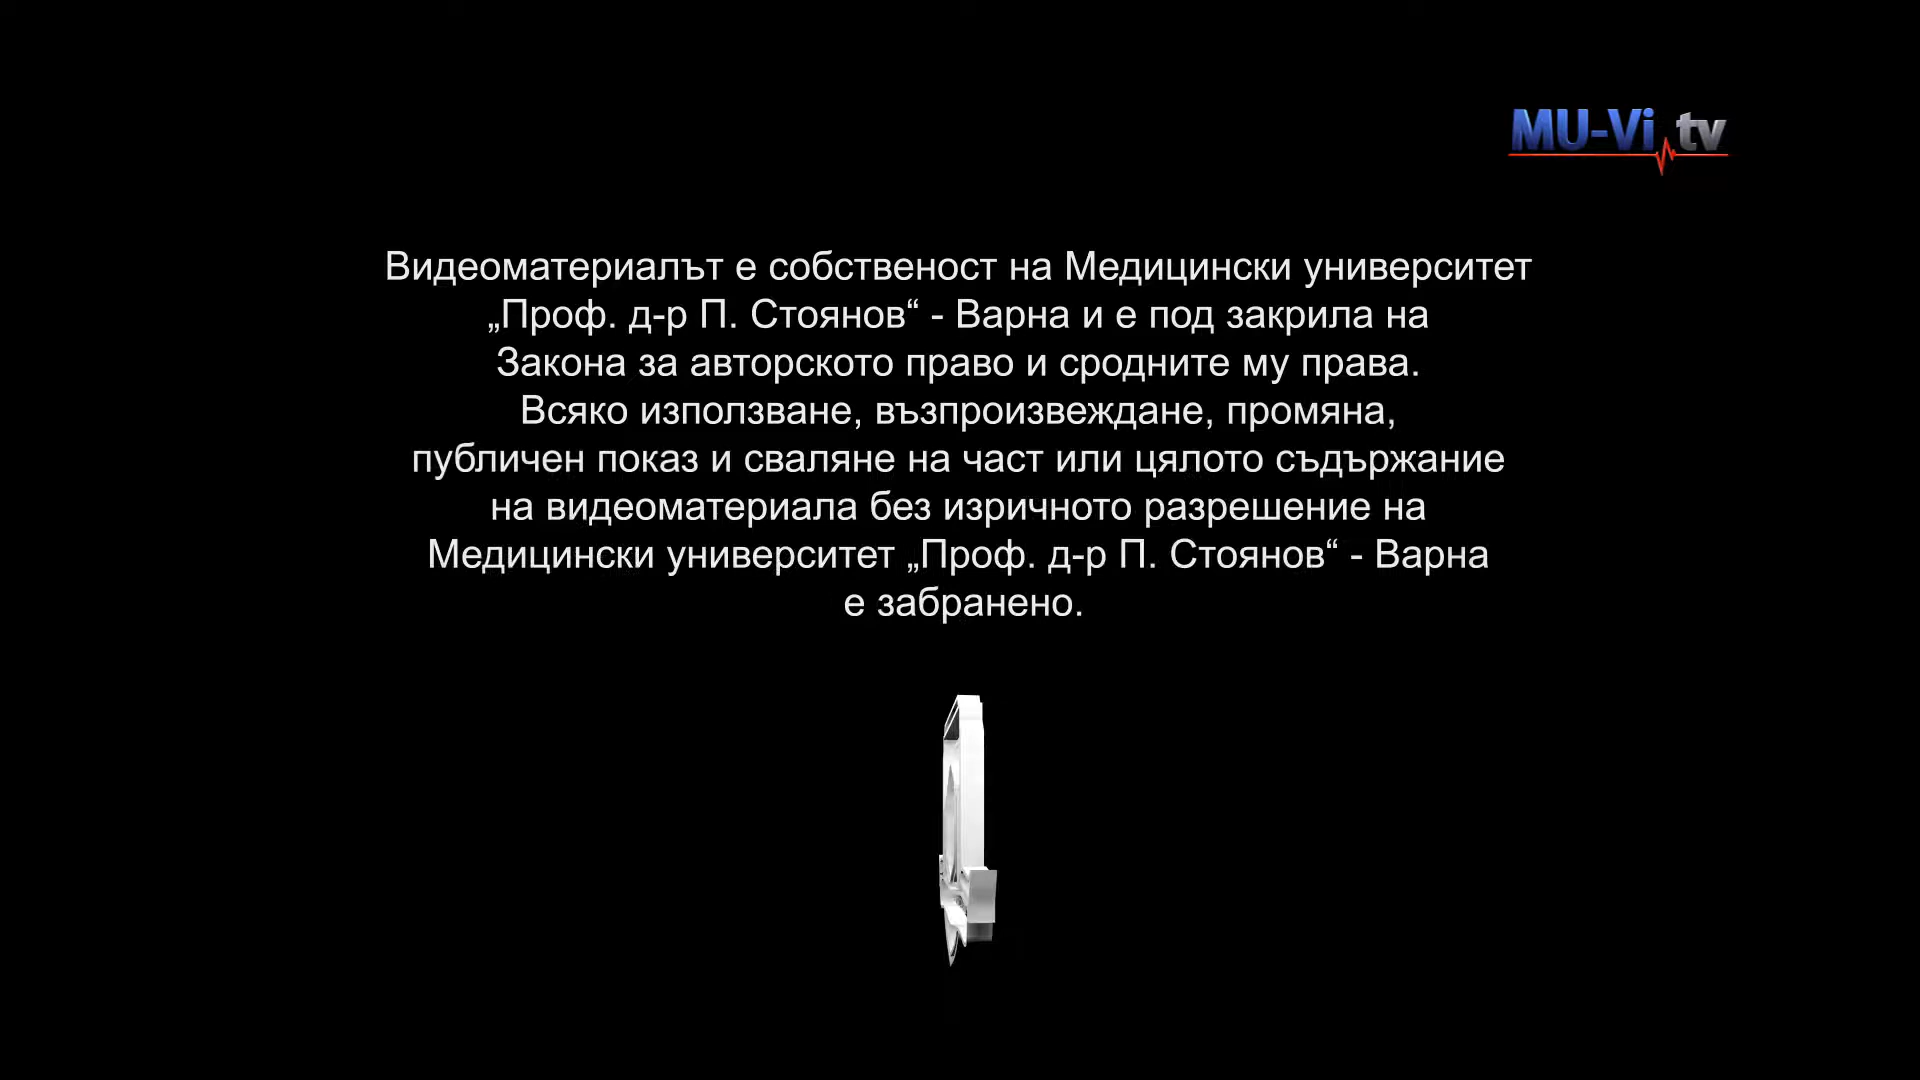 MU-Vi.tv
Видеоматериалът е собственост на Медицински университет
„Проф. д-р П. Стоянов“ - Варна и е под закрила на
Закона за авторското право и сродните му права.
Всяко използване, възпроизвеждане, промяна,
публичен показ и сваляне на част или цялото съдържание
на видеоматериала без изричното разрешение на
Медицински университет „Проф. д-р П. Стоянов“ - Варна
е забранено.